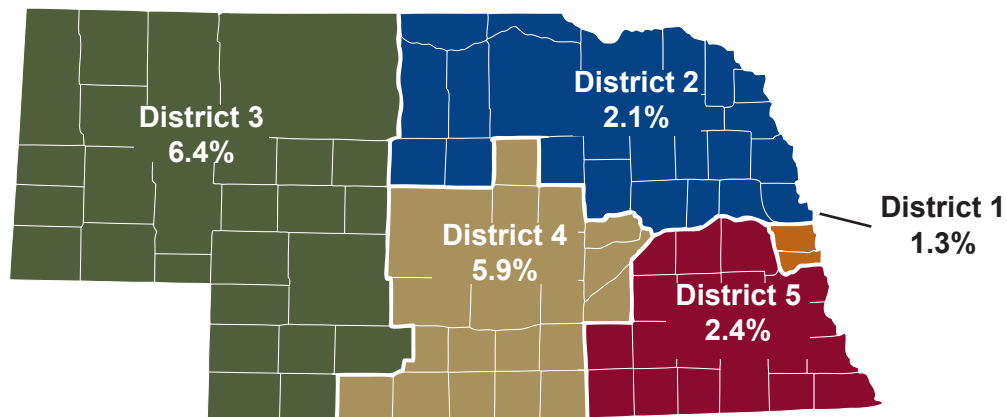 District 2
2.1%
District 3
6.4%
District 1
1.3%
District 4
5.9%
District 5
2.4%